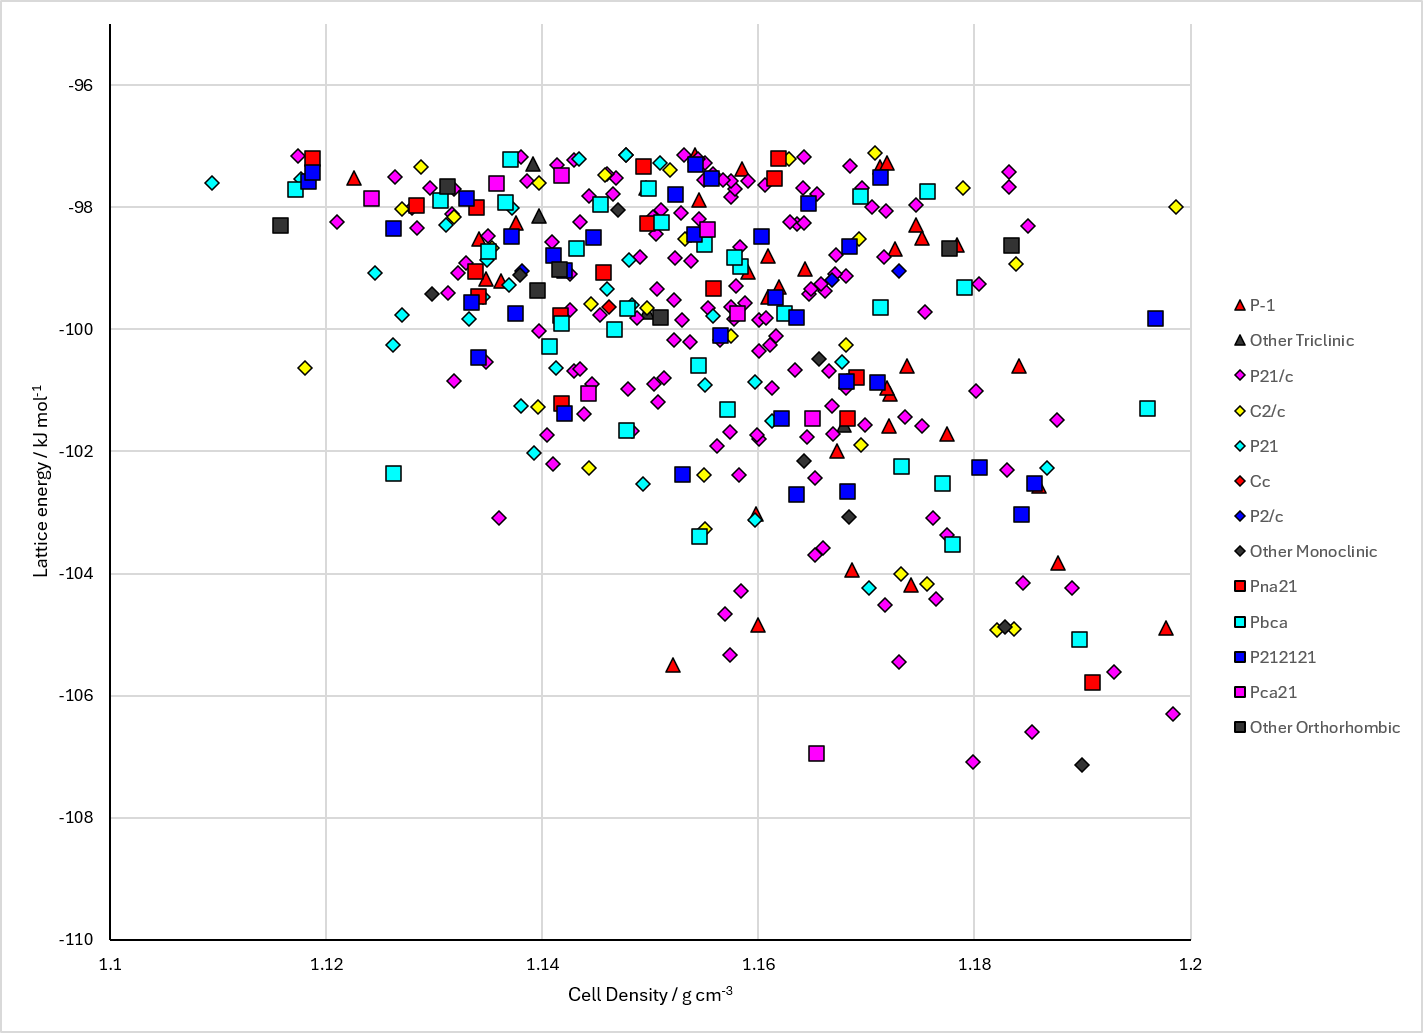 -96
-98
-100
-102
-104
-106
-108
-110
Lattice energy / kJ mol⁻¹
1.1 1.12 1.14 1.16 1.18 1.2
Cell Density / g cm⁻³
P-1
Other Triclinic
P21/c
C2/c
P21
Cc
P2/c
Other Monoclinic
Pna21
Pbca
P212121
Pca21
Other Orthorhombic